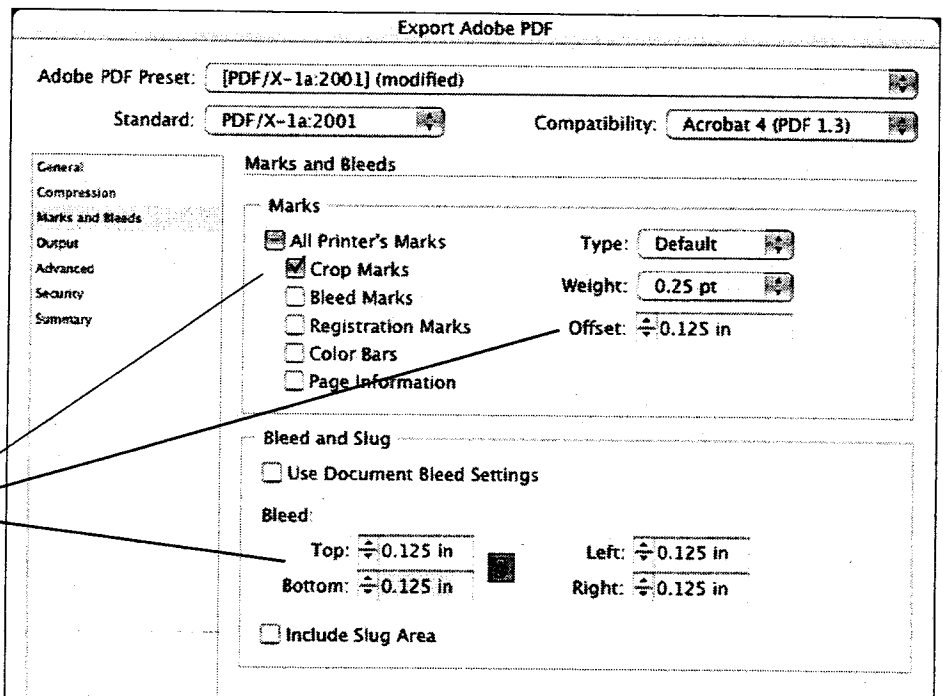 Export Adobe PDF
Adobe PDF Preset: [PDF/X-1a:2001] (modified)
Standard: PDF/X-1a:2001 Compatibility: Acrobat 4 (PDF 1.3)
General
Compression
Marks and Bleeds
Output
Advanced
Security
Summary
Marks and Bleeds
Marks
All Printer's Marks
Crop Marks
Bleed Marks
Registration Marks
Color Bars
Page Information
Type: Default
Weight: 0.25 pt
Offset: 0.125 in
Bleed and Slug
Use Document Bleed Settings
Bleed:
Top: 0.125 in Left: 0.125 in
Bottom: 0.125 in Right: 0.125 in
Include Slug Area